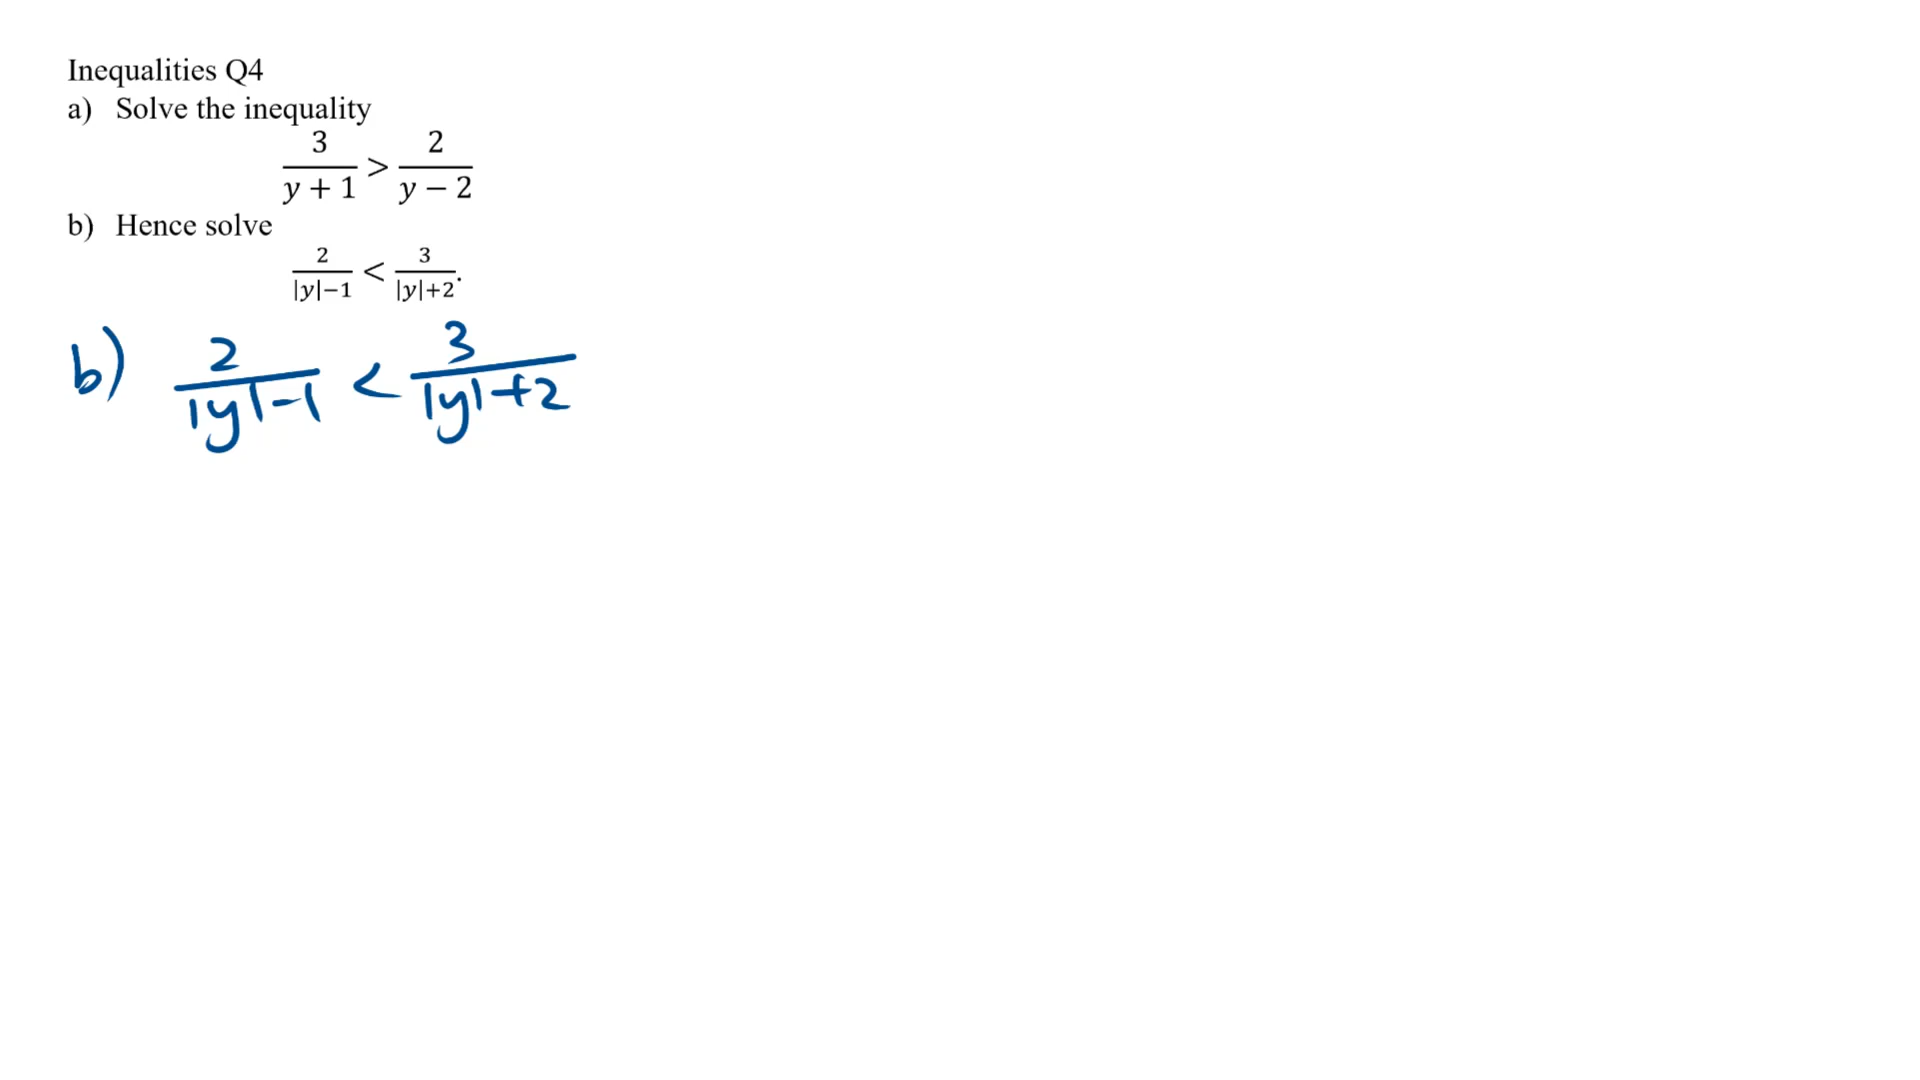 Inequalities Q4
a) Solve the inequality
3/(y + 1) > 2/(y − 2)
b) Hence solve
2/(|y|−1) < 3/(|y|+2).
b) 2/(|y|-1) < 3/(|y|+2)